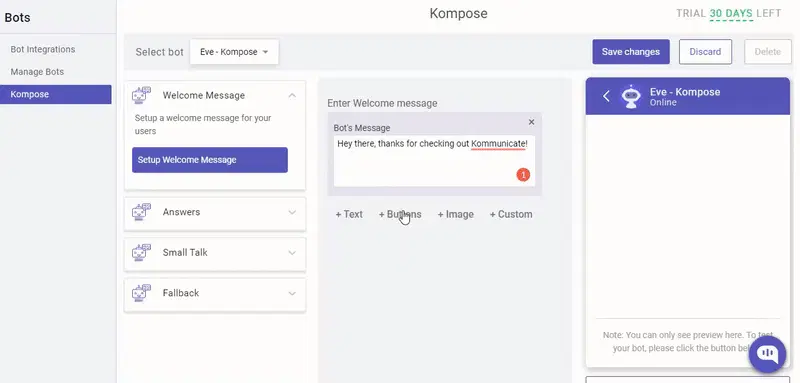 Bots
Kompose
TRIAL 30 DAYS LEFT
Bot Integrations
Manage Bots
Kompose
Select bot
Eve - Kompose
Save changes
Discard
Delete
Welcome Message
Setup a welcome message for your
users
Setup Welcome Message
Answers
Small Talk
Fallback
Enter Welcome message
Bot's Message
Hey there, thanks for checking out Kommunicate!
1
+ Text + Buttons + Image + Custom
Eve - Kompose
Online
Note: You can only see preview here. To test
your bot, please click the button